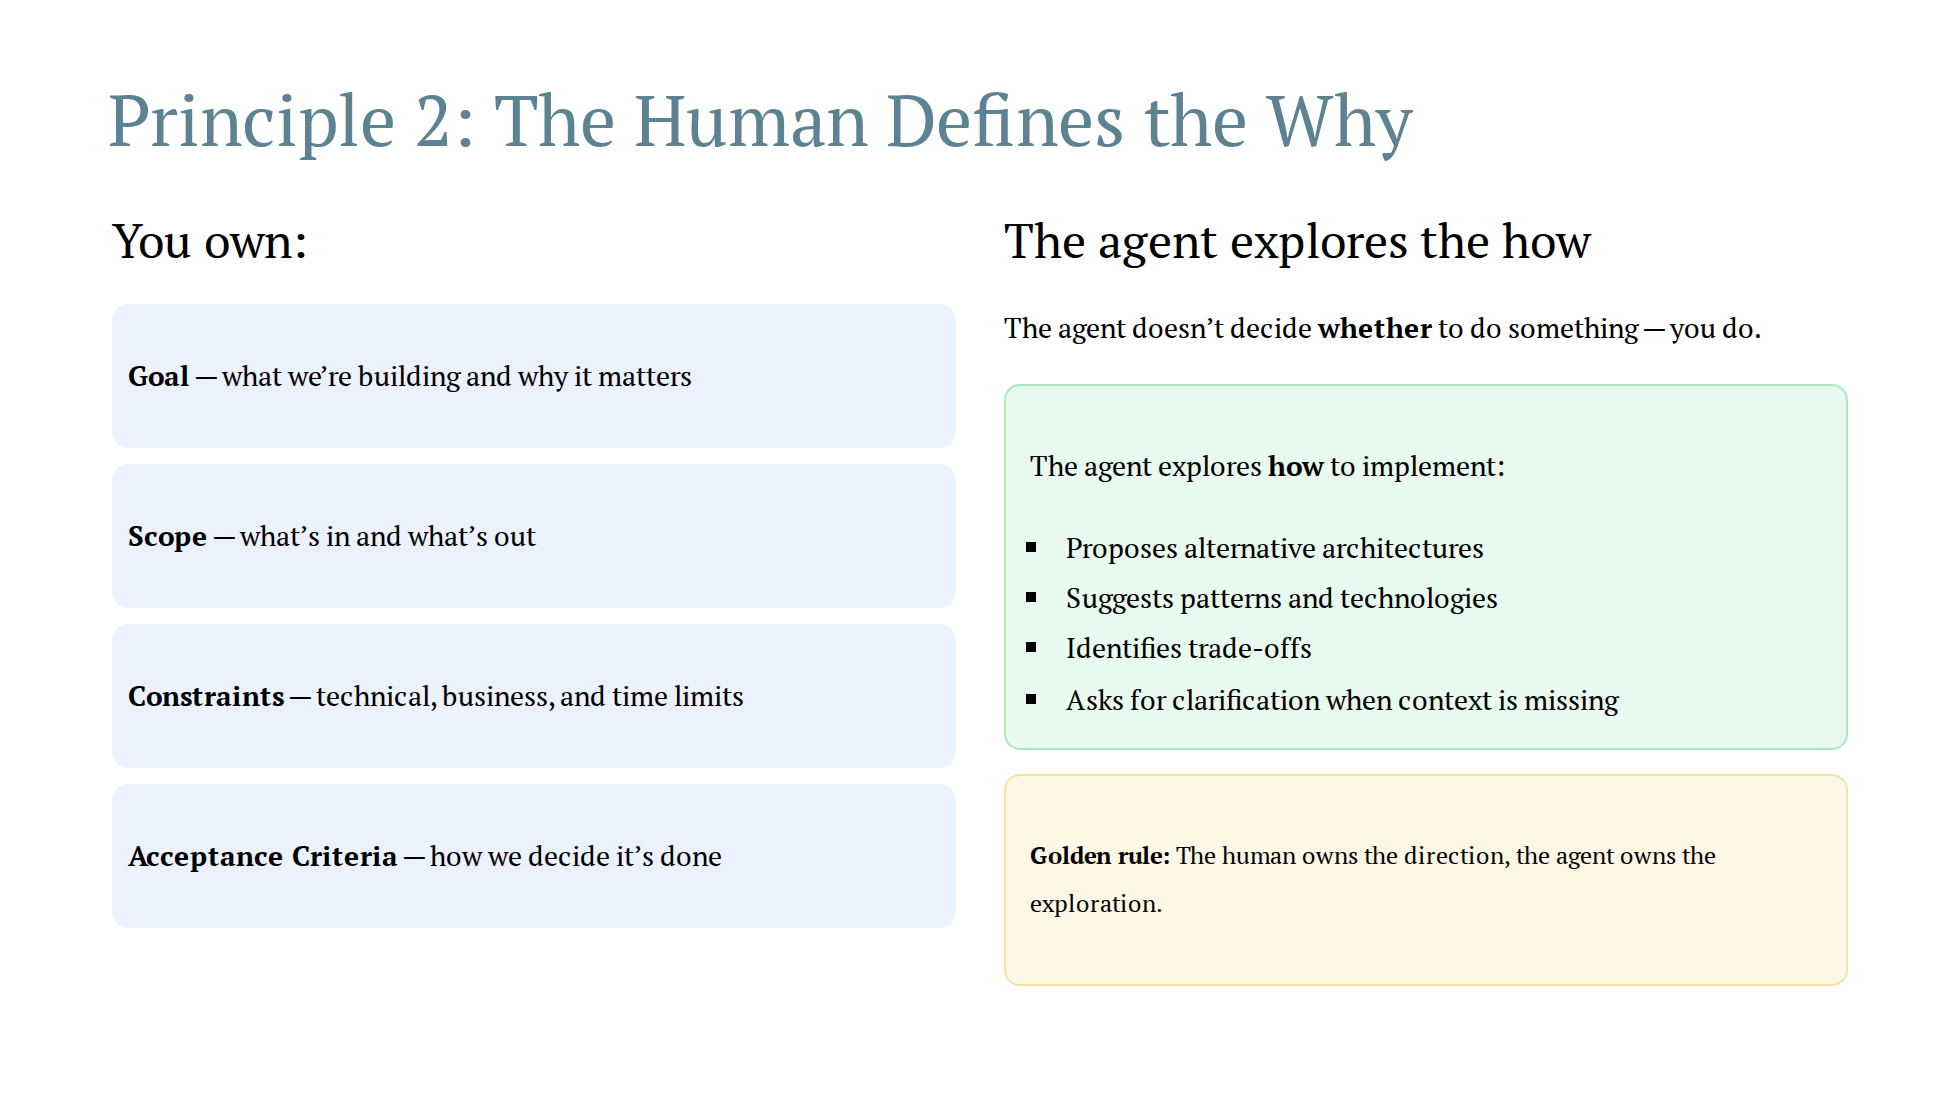 Principle 2: The Human Defines the Why
You own:
Goal — what we’re building and why it matters
Scope — what’s in and what’s out
Constraints — technical, business, and time limits
Acceptance Criteria — how we decide it’s done
The agent explores the how
The agent doesn’t decide whether to do something — you do.
The agent explores how to implement:
Proposes alternative architectures
Suggests patterns and technologies
Identifies trade-offs
Asks for clarification when context is missing
Golden rule: The human owns the direction, the agent owns the
exploration.